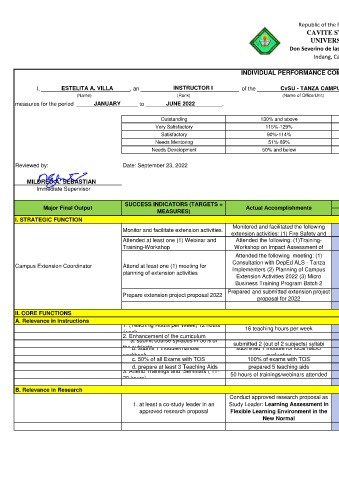 Republic of the
CAVITE S
UNIVERS
Don Severino de las
Indang, Ca
INDIVIDUAL PERFORMANCE COM
I, ESTELITA A. VILLA, an INSTRUCTOR I of the CvSU - TANZA CAMPU
(Name) (Rank) (Name of Office/Unit)
measures for the period JANUARY to JUNE 2022.
Outstanding 130% and above
Very Satisfactory 115%-129%
Satisfactory 90%-114%
Needs Mentoring 51%-89%
Needs Development 50% and below
Reviewed by: Date: September 23, 2022
MILDRED A. SEBASTIAN
Immediate Supervisor
Major Final Output SUCCESS INDICATORS (TARGETS + MEASURES) Actual Accomplishments
I. STRATEGIC FUNCTION
Campus Extension Coordinator
Monitor and facilitate extension activities.
Monitored and facilitated the following
extension activities: (1) Fire Safety and
Attended at least one (1) Webinar and
Training-Workshop
Attended the following: (1)Training-
Workshop on Impact Assessment of
Attend at least one (1) meeting for
planning of extension activities
Attended the following meeting: (1)
Consultation with DepEd ALS - Tanza
Implementers (2) Planning of Campus
Extension Activities 2022 (3) Micro
Business Training Program Batch 2
Prepare extension project proposal 2022
Prepared and submitted extension project
proposal for 2022
II. CORE FUNCTIONS
A. Relevance in Instructions
1. (Teaching Hours per Week) 12 hours
16 teaching hours per week
2. Enhancement of the curriculum
submitted 2 (out of 2 subjects) syllabi
c. 50% of all Exams with TOS 100% of exams with TOS
d. prepare at least 3 Teaching Aids prepared 5 teaching aids
50 hours of trainings/webinars attended
B. Relevance in Research
1. at least a co-study leader in an
approved research proposal
Conduct approved research proposal as
Study Leader: Learning Assessment in
Flexible Learning Environment in the
New Normal